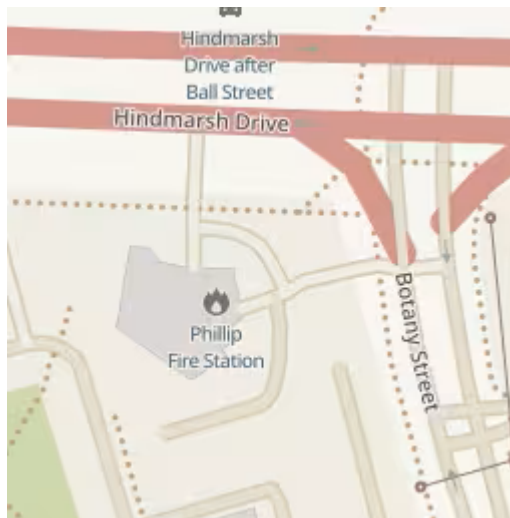 Hindmarsh
Drive after
Ball Street
Hindmarsh Drive
Phillip
Fire Station
Botany Street